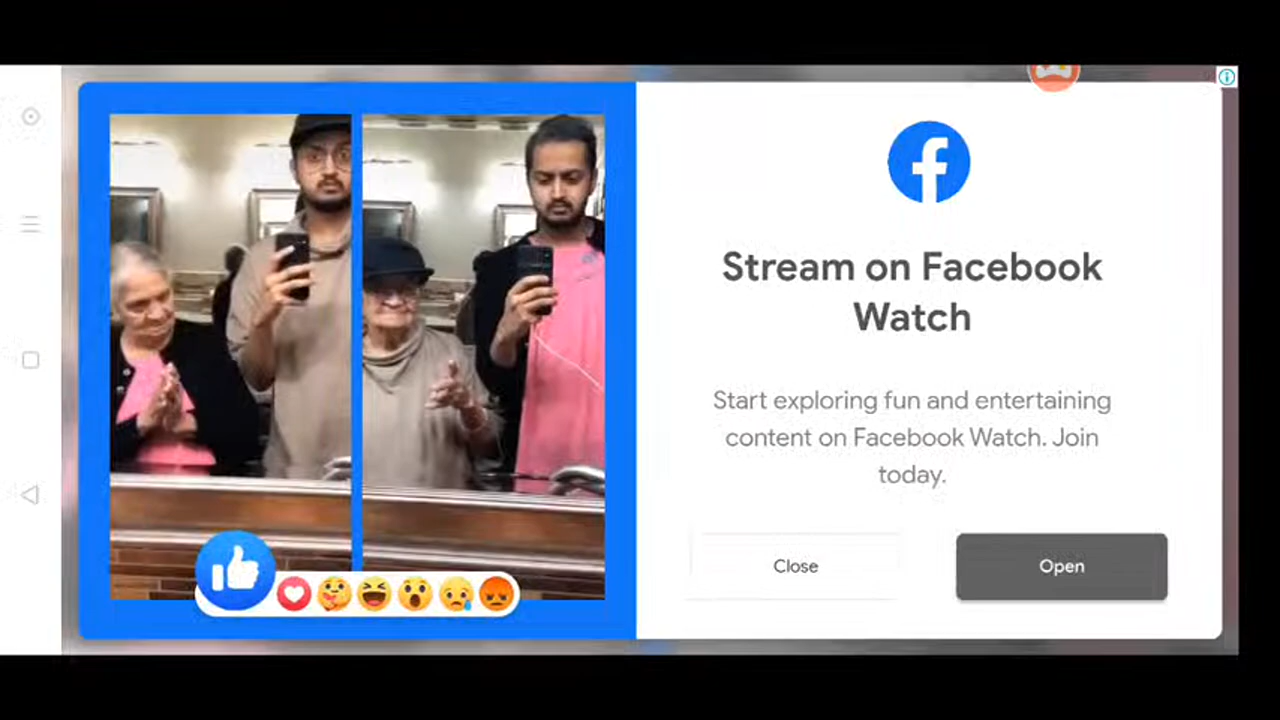 Stream on Facebook
Watch
Start exploring fun and entertaining
content on Facebook Watch. Join
today.
Close
Open